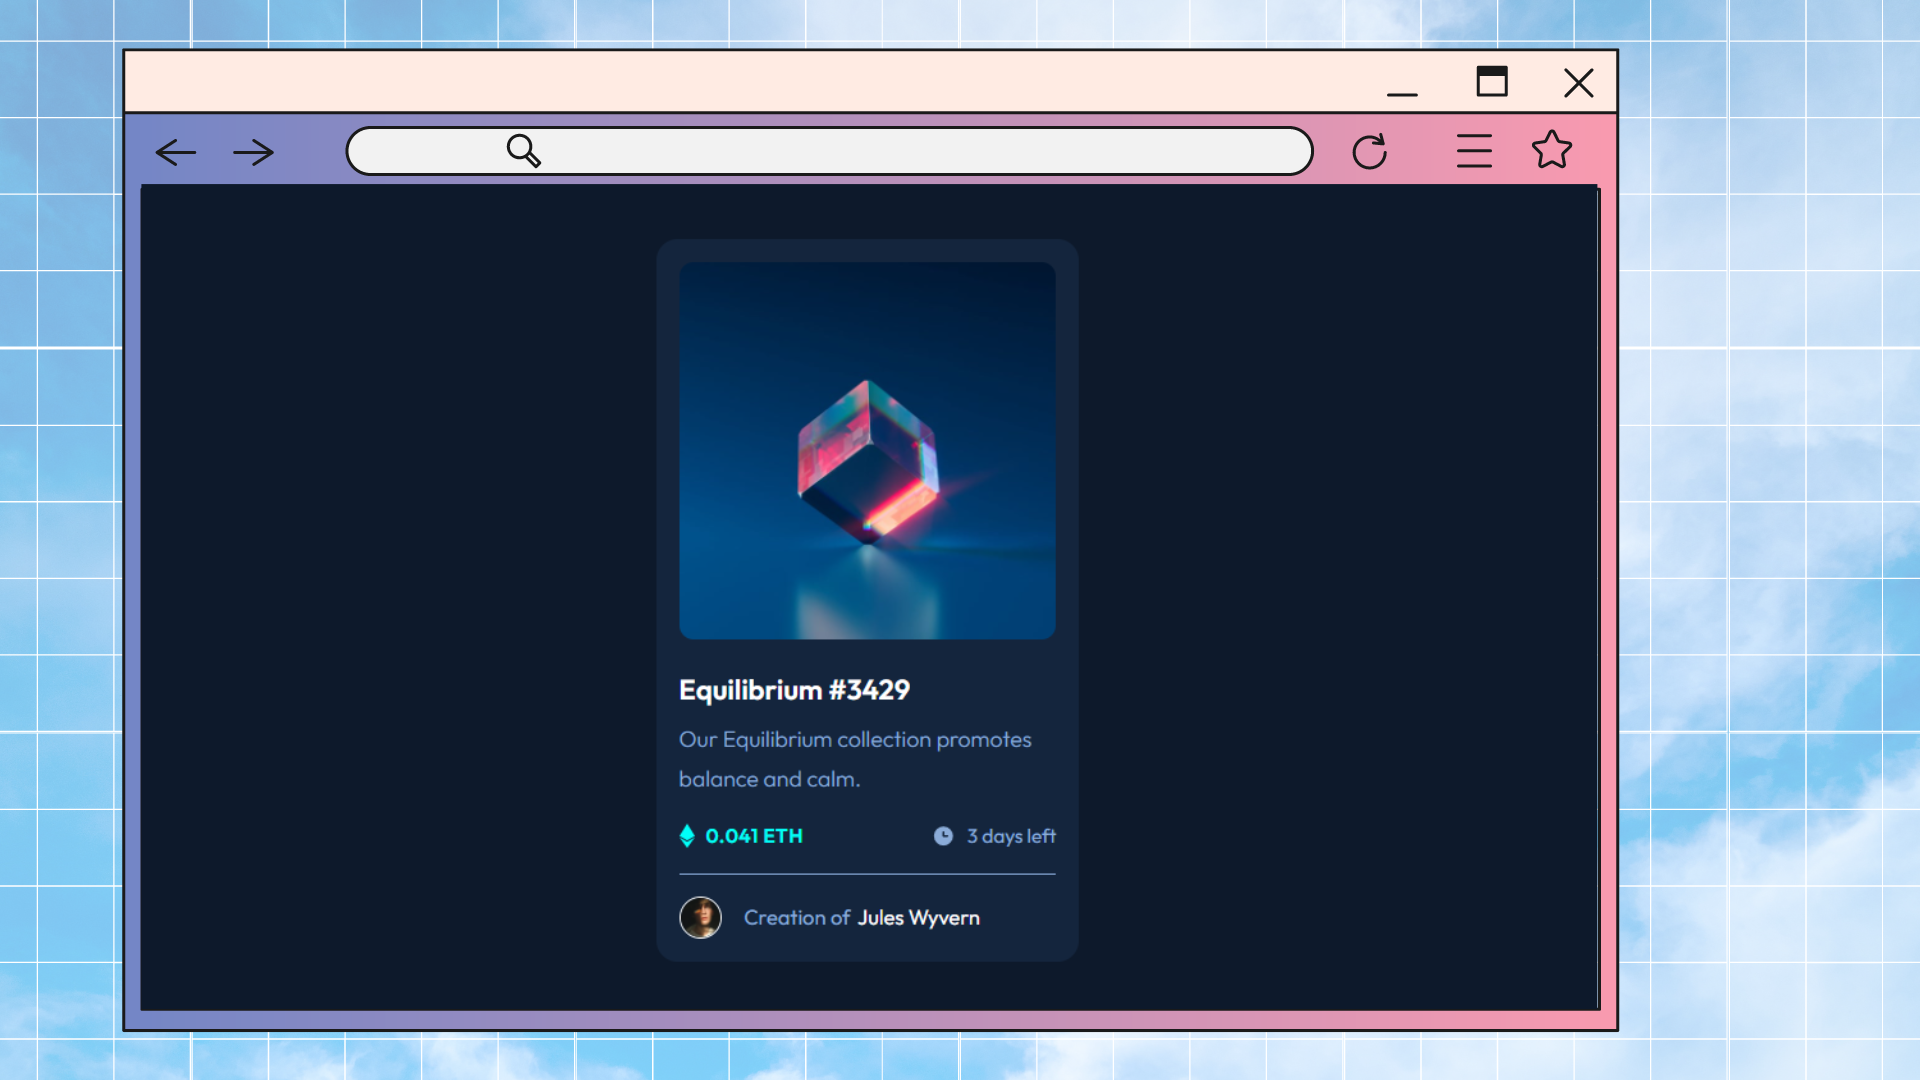 Equilibrium #3429
Our Equilibrium collection promotes
balance and calm.
0.041 ETH
3 days left
Creation of Jules Wyvern